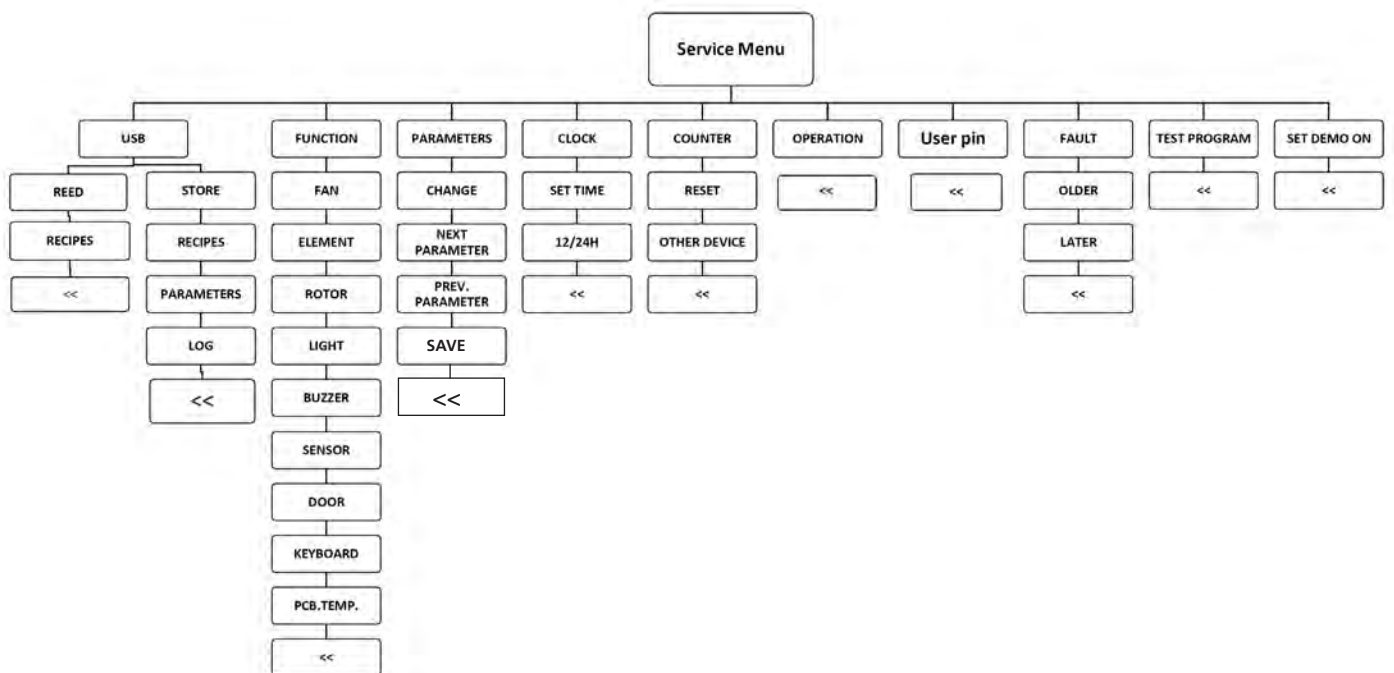 Service Menu
USB
FUNCTION
PARAMETERS
CLOCK
COUNTER
OPERATION
User pin
FAULT
TEST PROGRAM
SET DEMO ON
REED
STORE
FAN
CHANGE
SET TIME
RESET
<<
<<
OLDER
<<
<<
RECIPES
RECIPES
ELEMENT
NEXT
PARAMETER
12/24H
OTHER DEVICE
LATER
<<
PARAMETERS
ROTOR
PREV.
PARAMETER
<<
<<
<<
LOG
LIGHT
SAVE
<<
BUZZER
<<
SENSOR
DOOR
KEYBOARD
PCB.TEMP.
<<